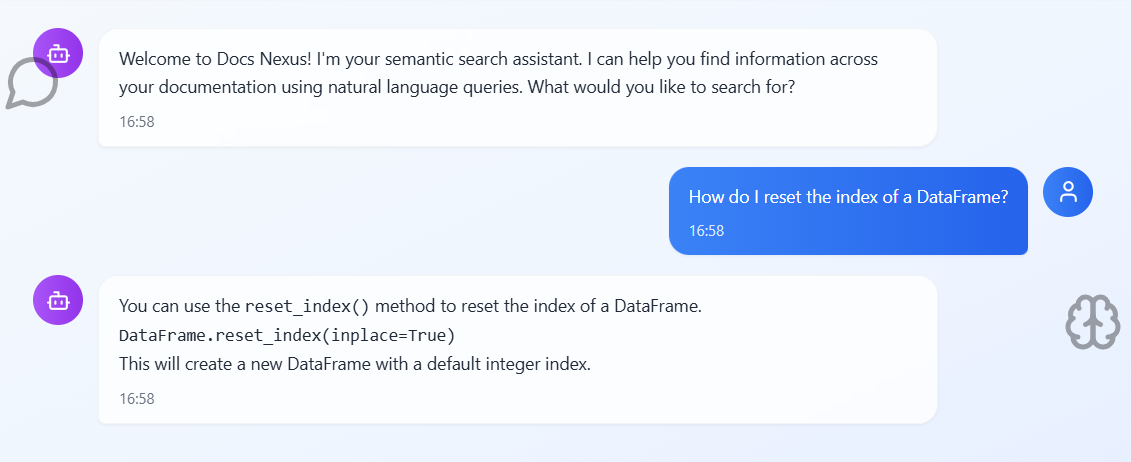 Welcome to Docs Nexus! I'm your semantic search assistant. I can help you find information across
your documentation using natural language queries. What would you like to search for?
16:58
How do I reset the index of a DataFrame?
16:58
You can use the reset_index() method to reset the index of a DataFrame.
DataFrame.reset_index(inplace=True)
This will create a new DataFrame with a default integer index.
16:58